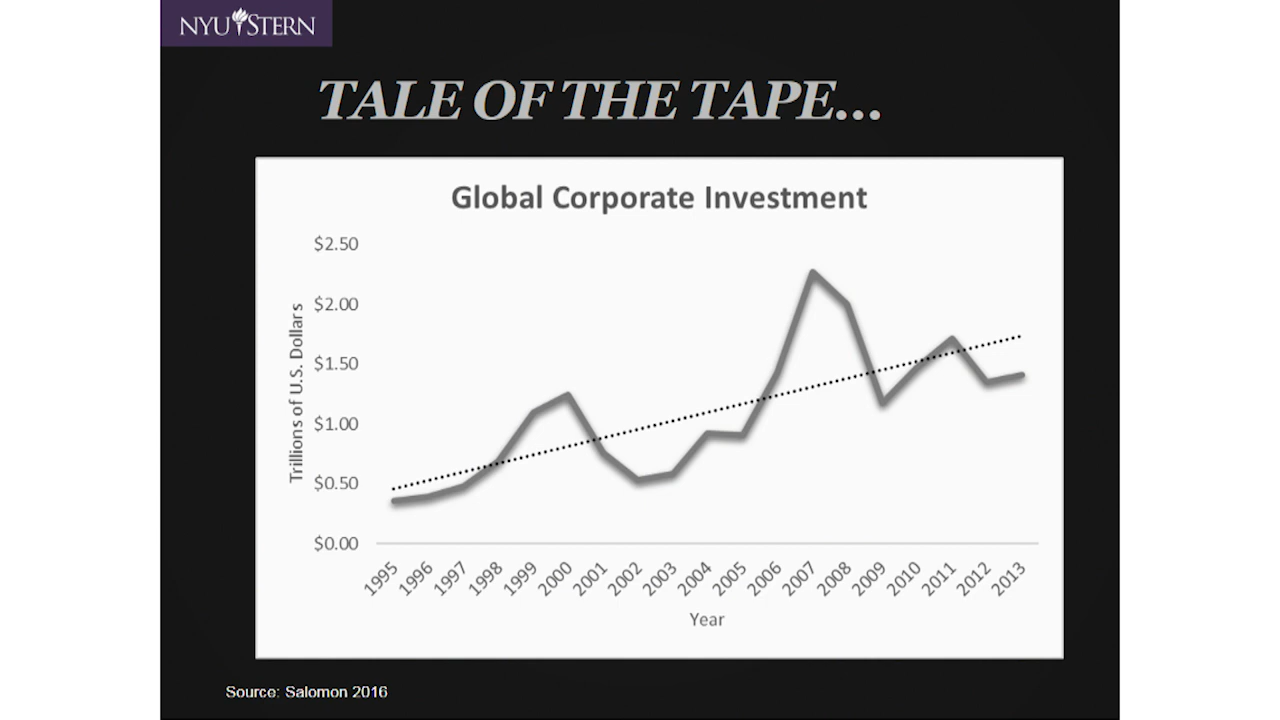 NYU STERN
TALE OF THE TAPE...
Global Corporate Investment
$2.50
$2.00
$1.50
$1.00
$0.50
$0.00
Trillions of U.S. Dollars
1995 1996 1997 1998 1999 2000 2001 2002 2003 2004 2005 2006 2007 2008 2009 2010 2011 2012 2013
Year
Source: Salomon 2016